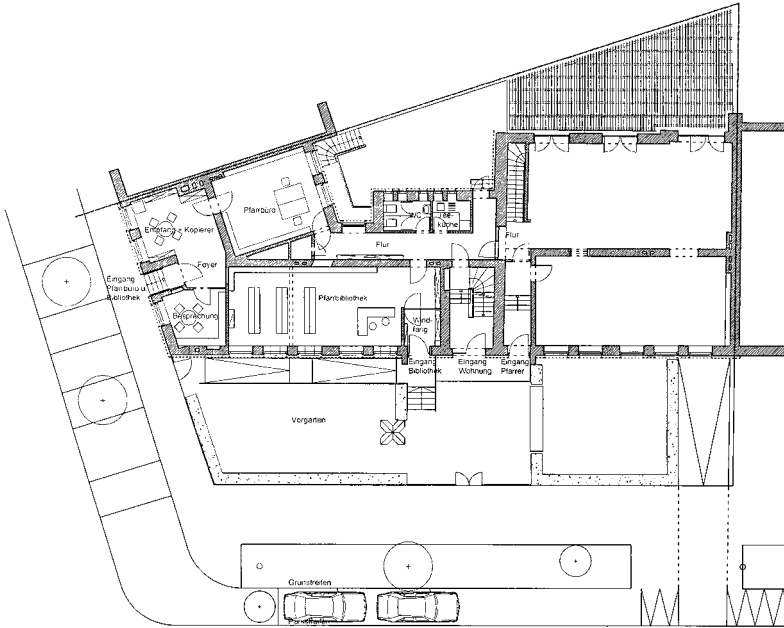 Pfarrbüro
Empfang + Kopierer
WC
Tee-
küche
Flur
Flur
Foyer
Eingang
Pfarrbüro u.
Bibliothek
Besprechung
Pfarrbibliothek
Wind-
fang
Eingang
Bibliothek
Eingang
Wohnung
Eingang
Pfarrer
Vorgarten
Grünstreifen
Parkstreifen